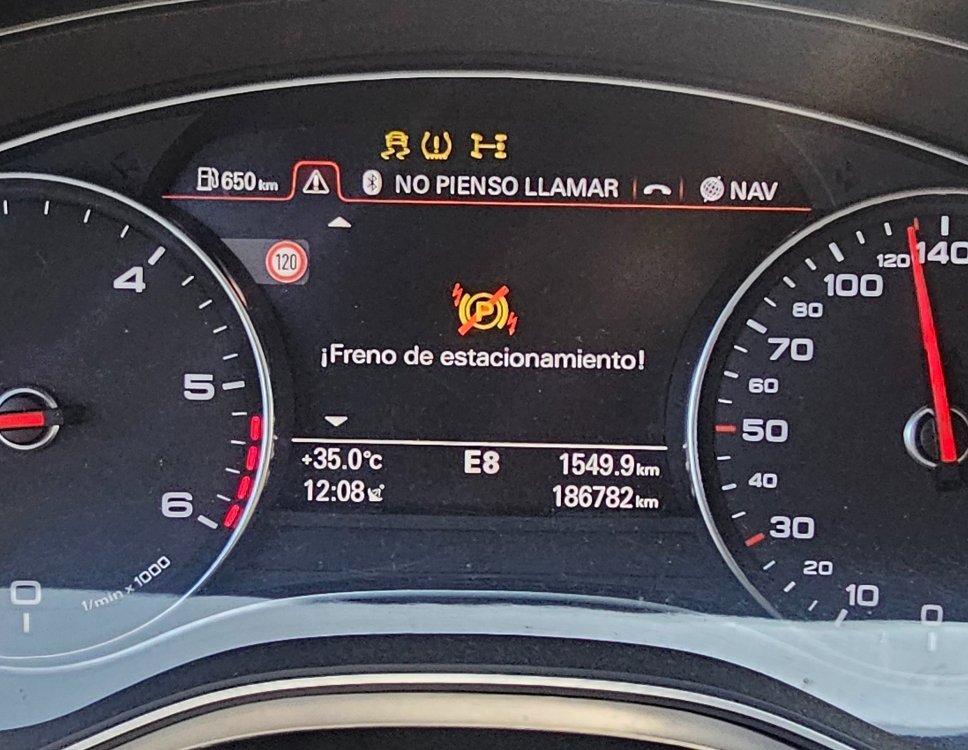 650 km
NO PIENSO LLAMAR
NAV
120
P
¡Freno de estacionamiento!
+35.0°C
E8
1549.9 km
12:08
186782 km
4
5
6
0
1/min x 1000
140
120
100
80
70
60
50
40
30
20
10
0